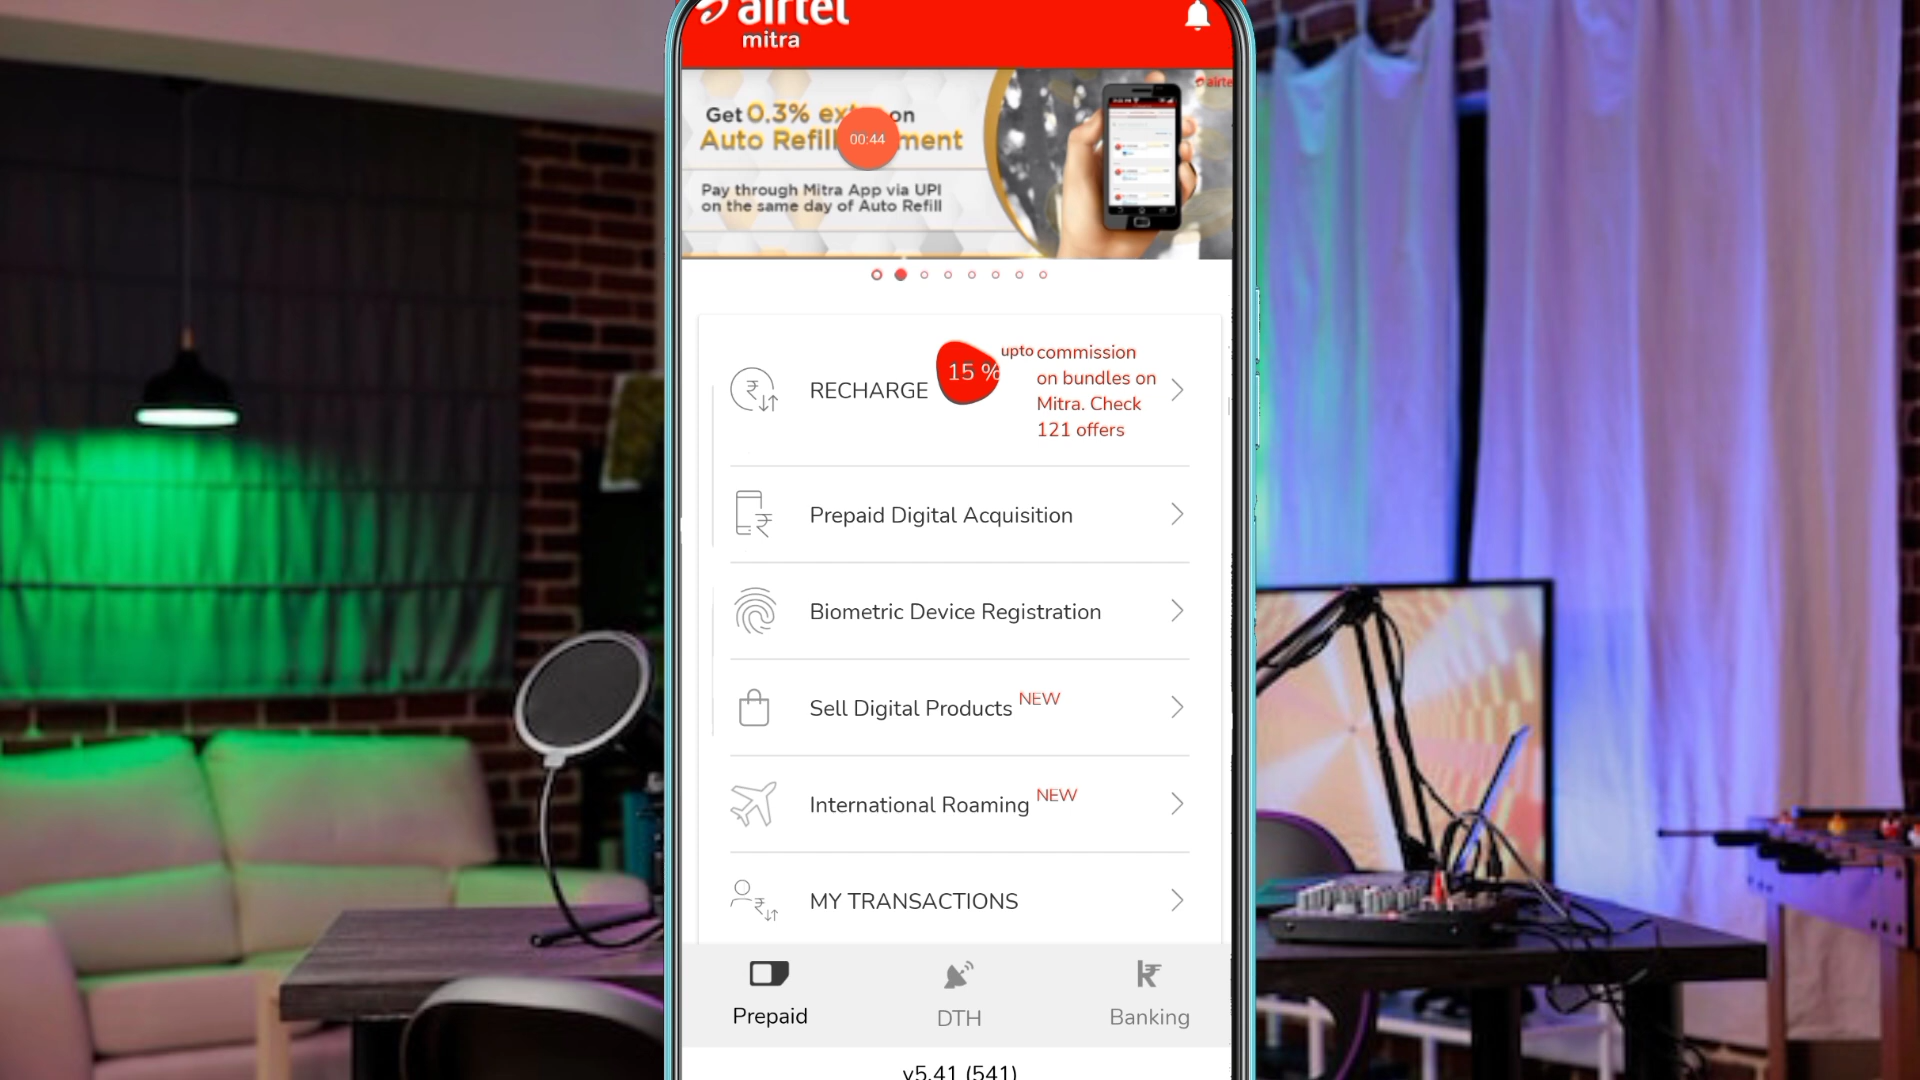 airtel
mitra
Get 0.3% on
Auto Refill
00:44
Pay through Mitra App via UPI
on the same day of Auto Refill
airte
RECHARGE
15 %
upto commission
on bundles on
Mitra. Check
121 offers
Prepaid Digital Acquisition
Biometric Device Registration
Sell Digital Products NEW
International Roaming NEW
MY TRANSACTIONS
Prepaid
DTH
Banking
v5.41 (541)